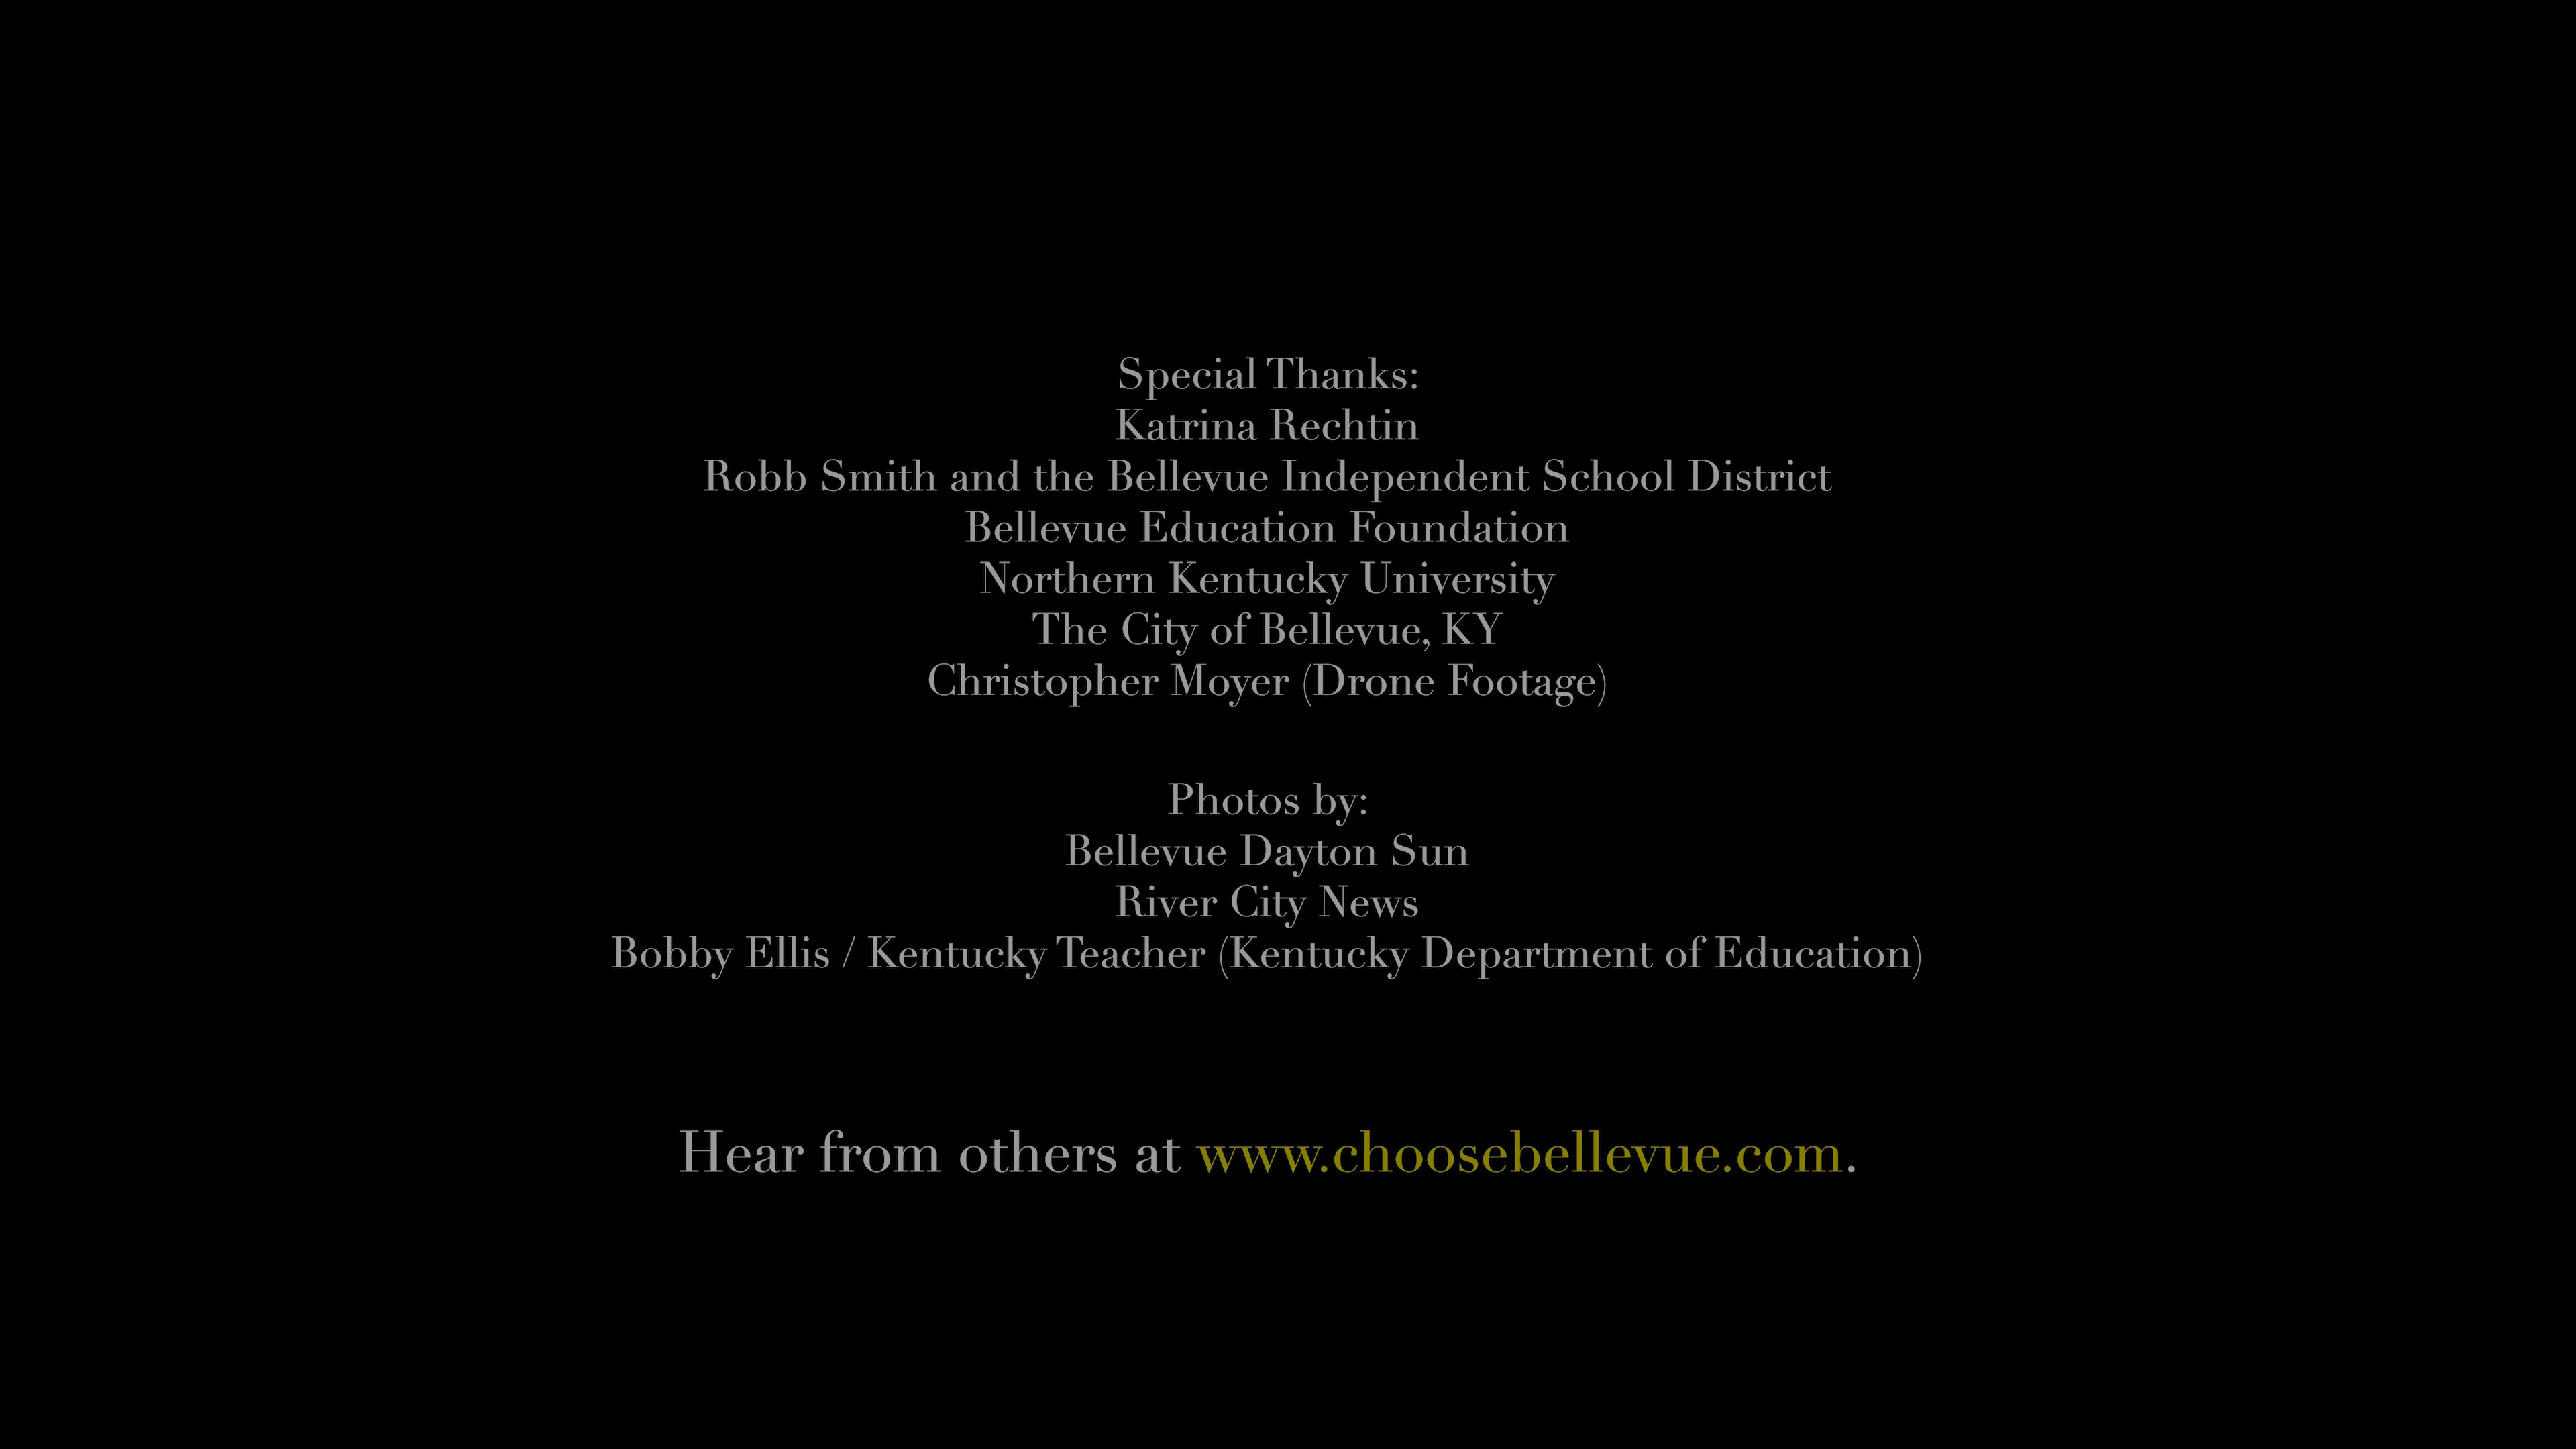 Special Thanks:
Katrina Rechtin
Robb Smith and the Bellevue Independent School District
Bellevue Education Foundation
Northern Kentucky University
The City of Bellevue, KY
Christopher Moyer (Drone Footage)
Photos by:
Bellevue Dayton Sun
River City News
Bobby Ellis / Kentucky Teacher (Kentucky Department of Education)
Hear from others at www.choosebellevue.com.